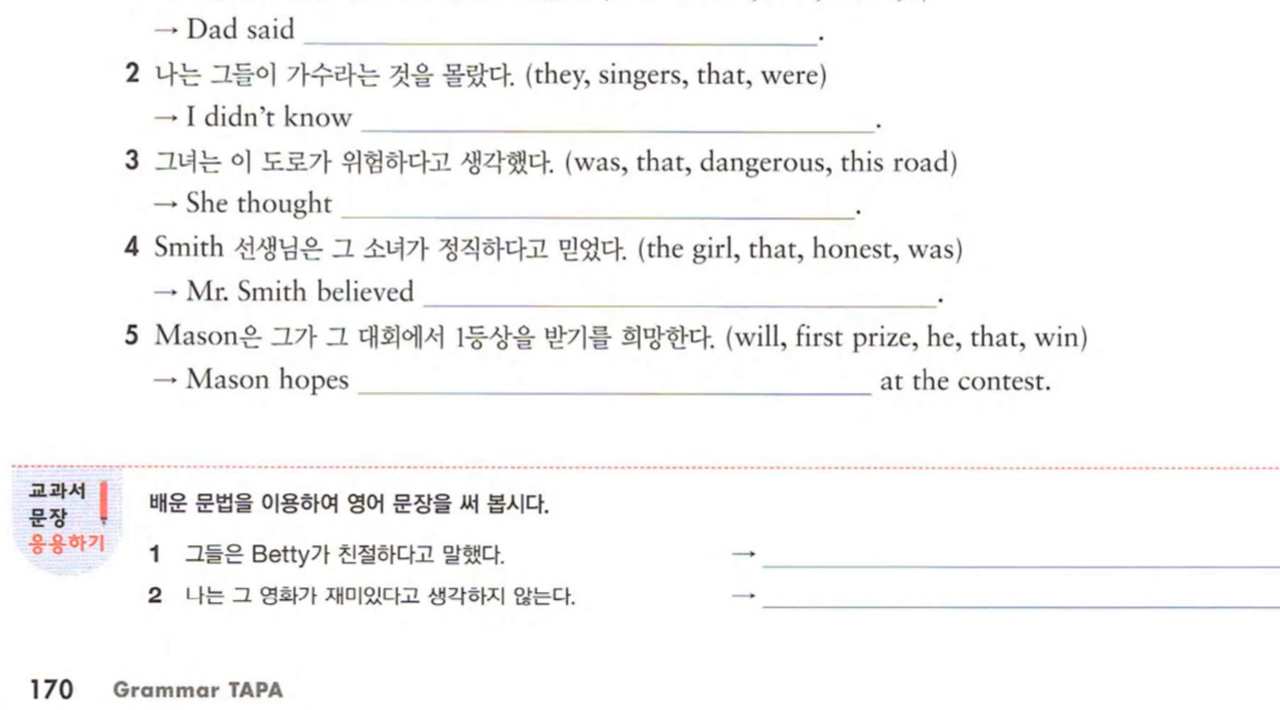 → Dad said .
2 나는 그들이 가수라는 것을 몰랐다. (they, singers, that, were)
→ I didn't know .
3 그녀는 이 도로가 위험하다고 생각했다. (was, that, dangerous, this road)
→ She thought .
4 Smith 선생님은 그 소녀가 정직하다고 믿었다. (the girl, that, honest, was)
→ Mr. Smith believed .
5 Mason은 그가 그 대회에서 1등상을 받기를 희망한다. (will, first prize, he, that, win)
→ Mason hopes at the contest.
교과서
문장
응용하기
배운 문법을 이용하여 영어 문장을 써 봅시다.
1 그들은 Betty가 친절하다고 말했다. →
2 나는 그 영화가 재미있다고 생각하지 않는다. →
170 Grammar TAPA